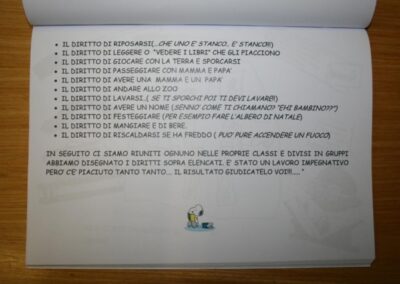 • IL DIRITTO DI RIPOSARSI(...CHE UNO E' STANCO, E' STANCO!!!)
• IL DIRITTO DI LEGGERE O "VEDERE I LIBRI" CHE GLI PIACCIONO
• IL DIRITTO DI GIOCARE CON LA TERRA E SPORCARSI
• IL DIRITTO DI PASSEGGIARE CON MAMMA E PAPA'
• IL DIRITTO DI AVERE UNA MAMMA E UN PAPA'
• IL DIRITTO DI ANDARE ALLO ZOO
• IL DIRITTO DI LAVARSI..( SE TI SPORCHI POI TI DEVI LAVARE!!!)
• IL DIRITTO DI AVERE UN NOME (SENNO' COME TI CHIAMANO? "EHI BAMBINO??")
• IL DIRITTO DI FESTEGGIARE (PER ESEMPIO FARE L'ALBERO DI NATALE)
• IL DIRITTO DI MANGIARE E DI BERE.
• IL DIRITTO DI RISCALDARSI SE HA FREDDO ( PUO' PURE ACCENDERE UN FUOCO)
IN SEGUITO CI SIAMO RIUNITI OGNUNO NELLE PROPRIE CLASSI E DIVISI IN GRUPPI
ABBIAMO DISEGNATO I DIRITTI SOPRA ELENCATI. E' STATO UN LAVORO IMPEGNATIVO
PERO' C'E' PIACIUTO TANTO TANTO.... IL RISULTATO GIUDICATELO VOI!!!..... "